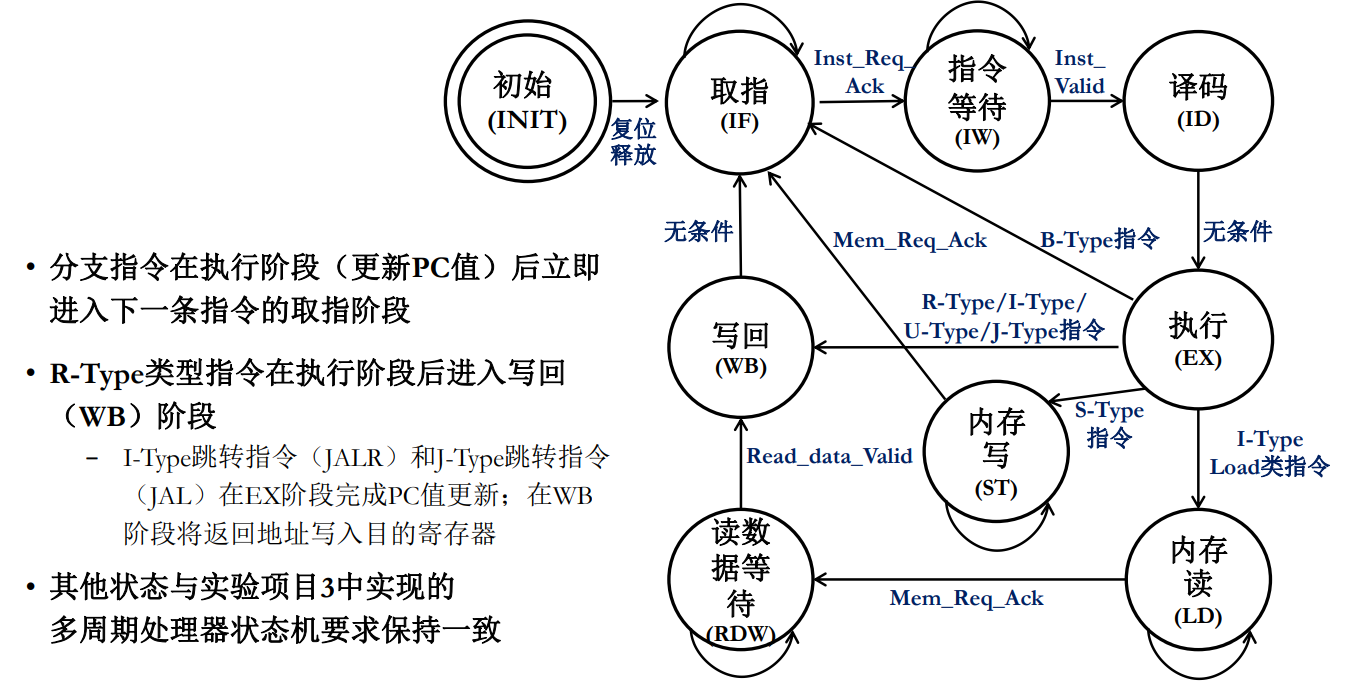 初始
(INIT)
复位
释放
取指
(IF)
Inst_Req_
Ack
指令
等待
(IW)
Inst_
Valid
译码
(ID)
无条件
Mem_Req_Ack
B-Type指令
无条件
• 分支指令在执行阶段（更新PC值）后立即
进入下一条指令的取指阶段
• R-Type类型指令在执行阶段后进入写回
（WB）阶段
– I-Type跳转指令（JALR）和J-Type跳转指令
（JAL）在EX阶段完成PC值更新；在WB
阶段将返回地址写入目的寄存器
• 其他状态与实验项目3中实现的
多周期处理器状态机要求保持一致
写回
(WB)
R-Type/I-Type/
U-Type/J-Type指令
执行
(EX)
内存
写
(ST)
S-Type
指令
I-Type
Load类指令
Read_data_Valid
读数
据等
待
(RDW)
Mem_Req_Ack
内存
读
(LD)